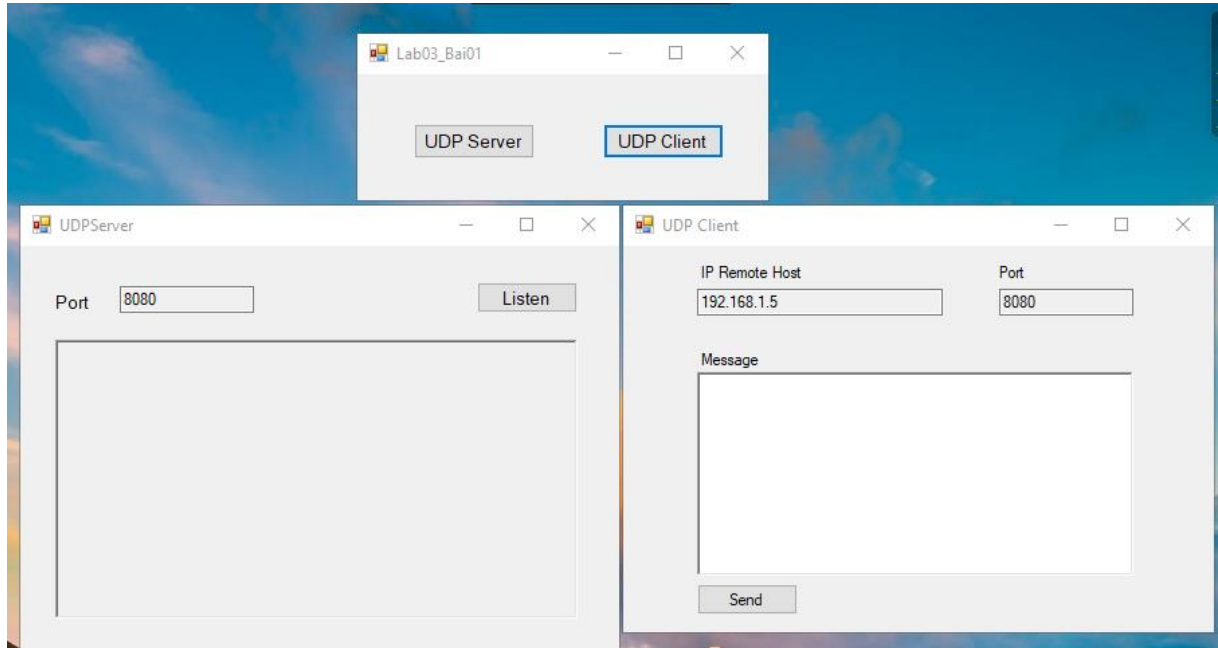 Lab03_Bai01
UDP Server
UDP Client
UDPServer
Port
8080
Listen
UDP Client
IP Remote Host
Port
192.168.1.5
8080
Message
Send